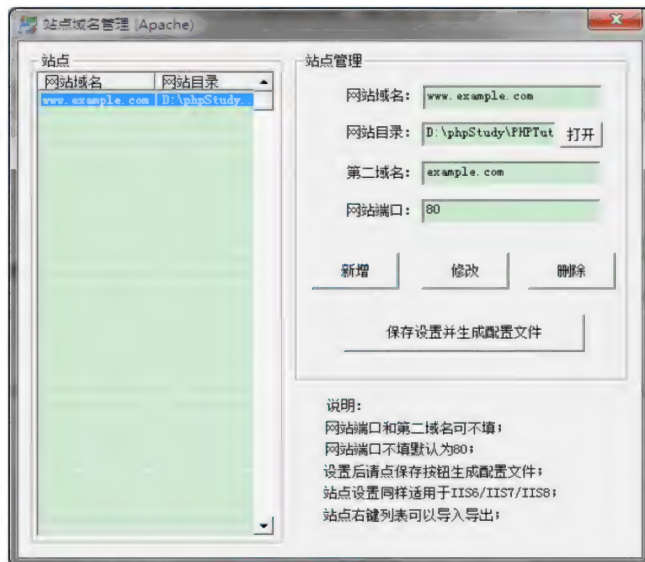 站点域名管理 (Apache)
站点
网站域名 网站目录
www.example.com D:\phpStudy..
站点管理
网站域名： www.example.com
网站目录： D:\phpStudy\PHPTut 打开
第二域名： example.com
网站端口： 80
新增 修改 删除
保存设置并生成配置文件
说明：
网站端口和第二域名可不填；
网站端口不填默认为80；
设置后请点保存按钮生成配置文件；
站点设置同样适用于IIS6/IIS7/IIS8；
站点右键列表可以导入导出；